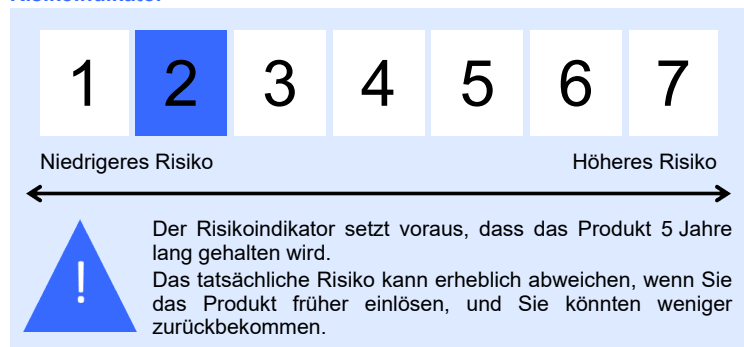 1 2 3 4 5 6 7
Niedrigeres Risiko Höheres Risiko
Der Risikoindikator setzt voraus, dass das Produkt 5 Jahre
lang gehalten wird.
Das tatsächliche Risiko kann erheblich abweichen, wenn Sie
das Produkt früher einlösen, und Sie könnten weniger
zurückbekommen.
!